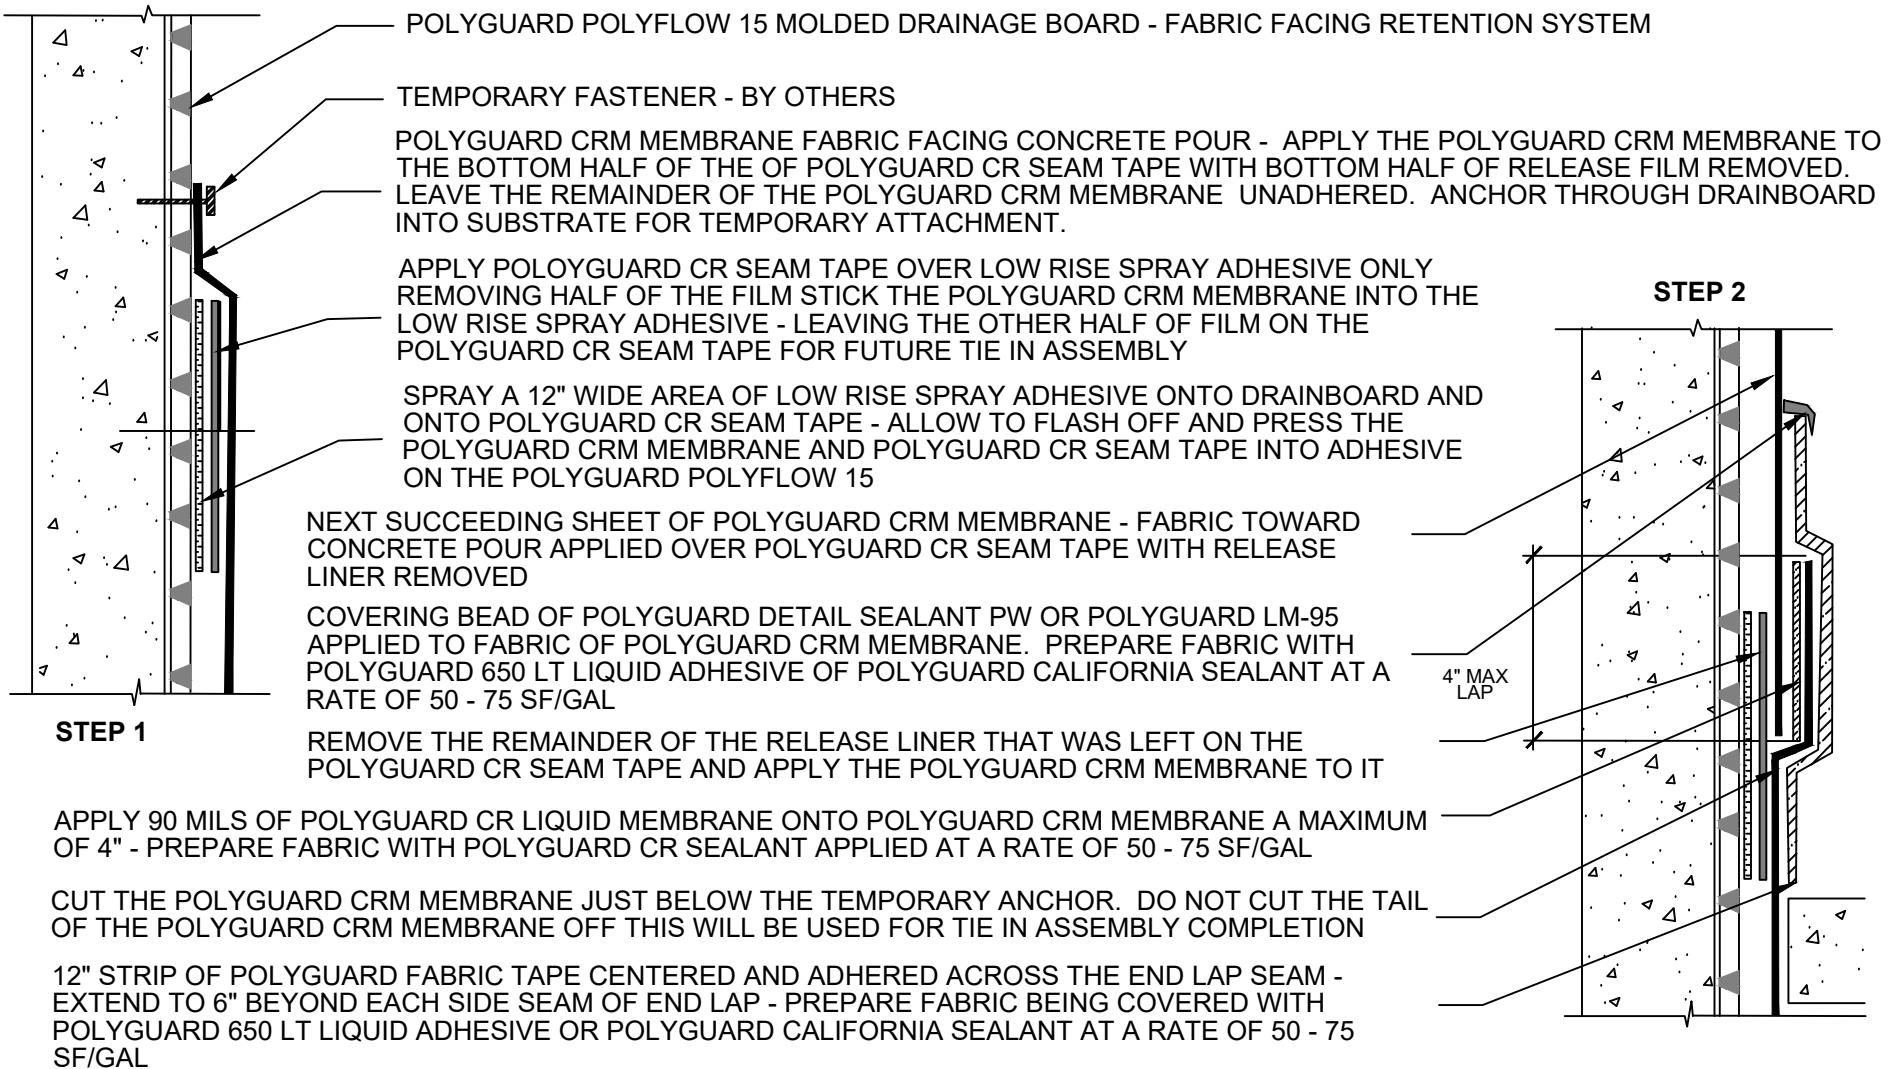 POLYGUARD POLYFLOW 15 MOLDED DRAINAGE BOARD - FABRIC FACING RETENTION SYSTEM
TEMPORARY FASTENER - BY OTHERS
POLYGUARD CRM MEMBRANE FABRIC FACING CONCRETE POUR - APPLY THE POLYGUARD CRM MEMBRANE TO
THE BOTTOM HALF OF THE OF POLYGUARD CR SEAM TAPE WITH BOTTOM HALF OF RELEASE FILM REMOVED.
LEAVE THE REMAINDER OF THE POLYGUARD CRM MEMBRANE UNADHERED. ANCHOR THROUGH DRAINBOARD
INTO SUBSTRATE FOR TEMPORARY ATTACHMENT.
APPLY POLOYGUARD CR SEAM TAPE OVER LOW RISE SPRAY ADHESIVE ONLY
REMOVING HALF OF THE FILM STICK THE POLYGUARD CRM MEMBRANE INTO THE
LOW RISE SPRAY ADHESIVE - LEAVING THE OTHER HALF OF FILM ON THE
POLYGUARD CR SEAM TAPE FOR FUTURE TIE IN ASSEMBLY
SPRAY A 12" WIDE AREA OF LOW RISE SPRAY ADHESIVE ONTO DRAINBOARD AND
ONTO POLYGUARD CR SEAM TAPE - ALLOW TO FLASH OFF AND PRESS THE
POLYGUARD CRM MEMBRANE AND POLYGUARD CR SEAM TAPE INTO ADHESIVE
ON THE POLYGUARD POLYFLOW 15
STEP 1
STEP 2
NEXT SUCCEEDING SHEET OF POLYGUARD CRM MEMBRANE - FABRIC TOWARD
CONCRETE POUR APPLIED OVER POLYGUARD CR SEAM TAPE WITH RELEASE
LINER REMOVED
COVERING BEAD OF POLYGUARD DETAIL SEALANT PW OR POLYGUARD LM-95
APPLIED TO FABRIC OF POLYGUARD CRM MEMBRANE. PREPARE FABRIC WITH
POLYGUARD 650 LT LIQUID ADHESIVE OF POLYGUARD CALIFORNIA SEALANT AT A
RATE OF 50 - 75 SF/GAL
4" MAX
LAP
REMOVE THE REMAINDER OF THE RELEASE LINER THAT WAS LEFT ON THE
POLYGUARD CR SEAM TAPE AND APPLY THE POLYGUARD CRM MEMBRANE TO IT
APPLY 90 MILS OF POLYGUARD CR LIQUID MEMBRANE ONTO POLYGUARD CRM MEMBRANE A MAXIMUM
OF 4" - PREPARE FABRIC WITH POLYGUARD CR SEALANT APPLIED AT A RATE OF 50 - 75 SF/GAL
CUT THE POLYGUARD CRM MEMBRANE JUST BELOW THE TEMPORARY ANCHOR. DO NOT CUT THE TAIL
OF THE POLYGUARD CRM MEMBRANE OFF THIS WILL BE USED FOR TIE IN ASSEMBLY COMPLETION
12" STRIP OF POLYGUARD FABRIC TAPE CENTERED AND ADHERED ACROSS THE END LAP SEAM -
EXTEND TO 6" BEYOND EACH SIDE SEAM OF END LAP - PREPARE FABRIC BEING COVERED WITH
POLYGUARD 650 LT LIQUID ADHESIVE OR POLYGUARD CALIFORNIA SEALANT AT A RATE OF 50 - 75
SF/GAL